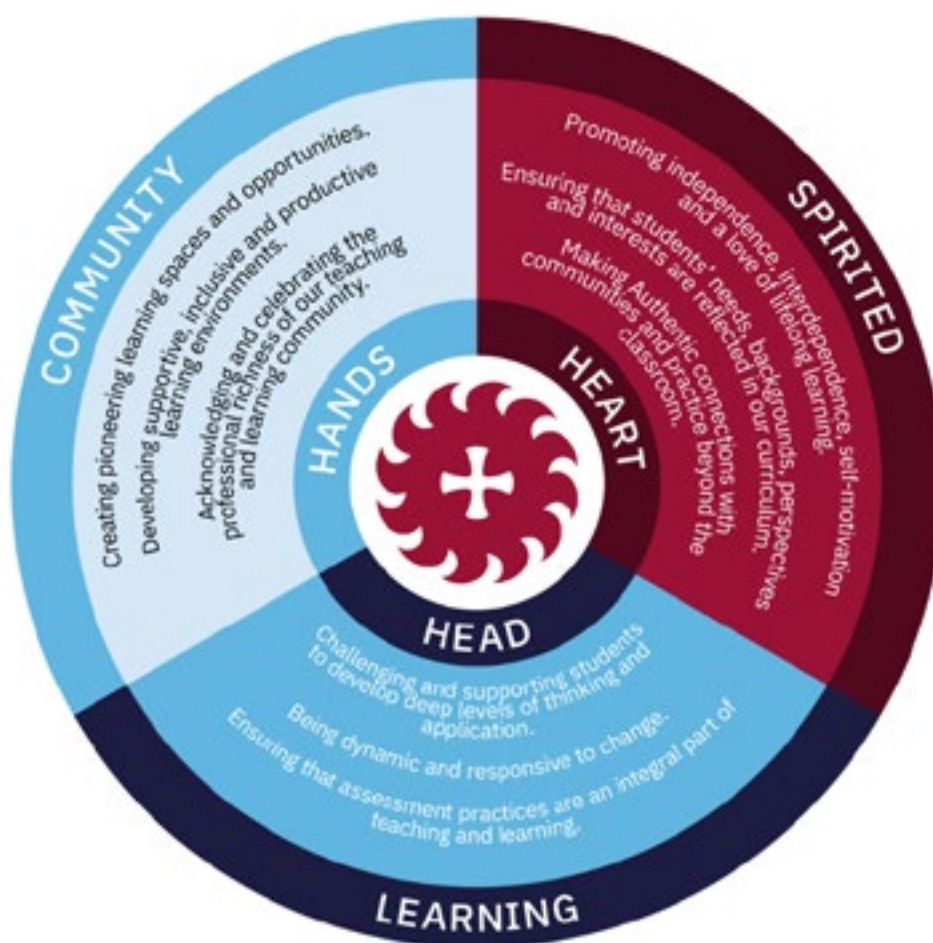 COMMUNITY
Creating pioneering learning spaces and opportunities.
Developing supportive, inclusive and productive
learning environments.
Acknowledging and celebrating the
professional richness of our teaching
and learning community.
HANDS
SPIRITED
Promoting independence, interdependence, self-motivation
and a love of lifelong learning.
Ensuring that students' needs, backgrounds, perspectives
and interests are reflected in our curriculum.
Making Authentic connections with
communities and practice beyond the
classroom.
HEART
HEAD
Challenging and supporting students
to develop deep levels of thinking and
application.
Being dynamic and responsive to change.
Ensuring that assessment practices are an integral part of
teaching and learning.
LEARNING